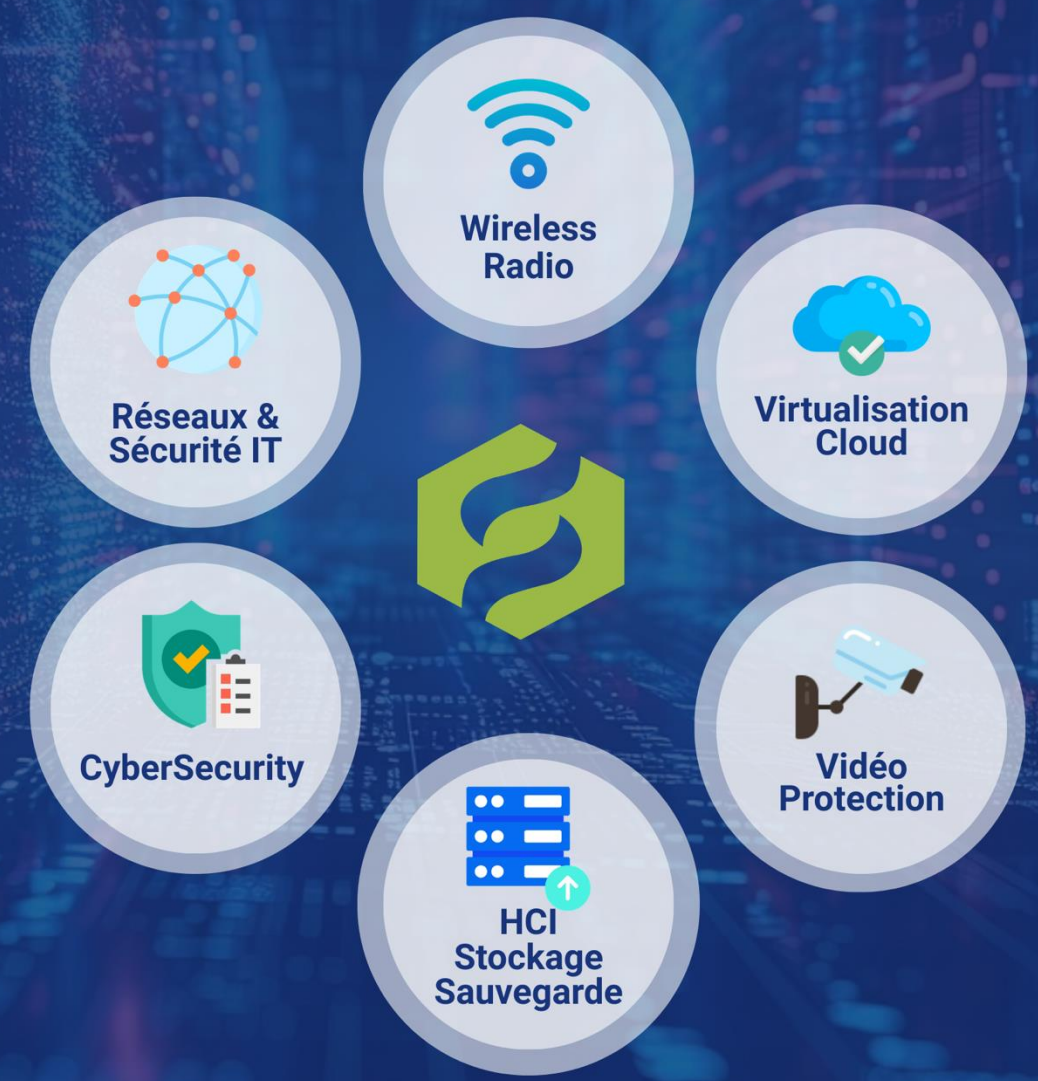 Wireless
Radio
Réseaux &
Sécurité IT
Virtualisation
Cloud
CyberSecurity
Vidéo
Protection
HCI
Stockage
Sauvegarde